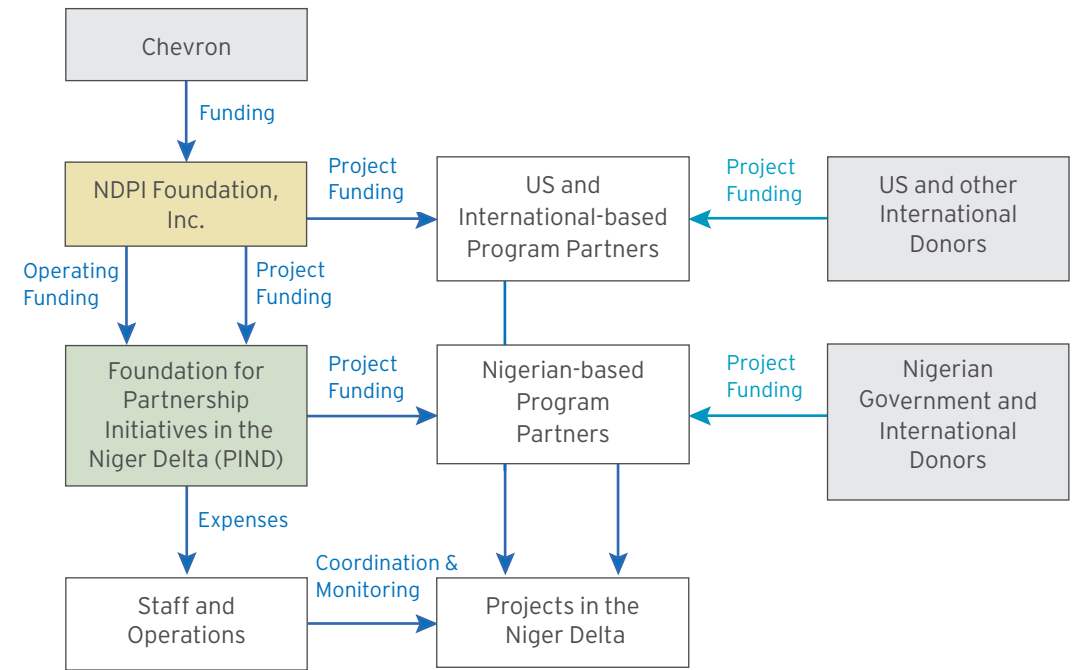 Chevron
Funding
NDPI Foundation,
Inc.
Project
Funding
US and
International-based
Program Partners
Project
Funding
US and other
International
Donors
Operating
Funding
Project
Funding
Foundation for
Partnership
Initiatives in the
Niger Delta (PIND)
Project
Funding
Nigerian-based
Program
Partners
Project
Funding
Nigerian
Government and
International
Donors
Expenses
Staff and
Operations
Coordination &
Monitoring
Projects in the
Niger Delta